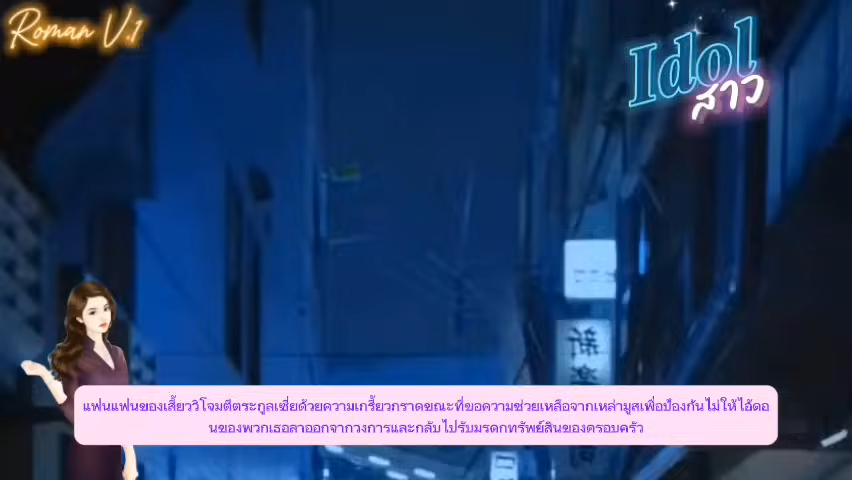 Roman V.1
Idol
สาว
新楽
แฟนแฟนของเสี้ยววิโจมตีตระกูลเซี่ยด้วยความเกรี้ยวกราดขณะที่ขอความช่วยเหลือจากเหล่ามูสเพื่อป้องกันไม่ให้ไอ้ดอ
นของพวกเธอลาออกจากวงการและกลับไปรับมรดกทรัพย์สินของครอบครัว